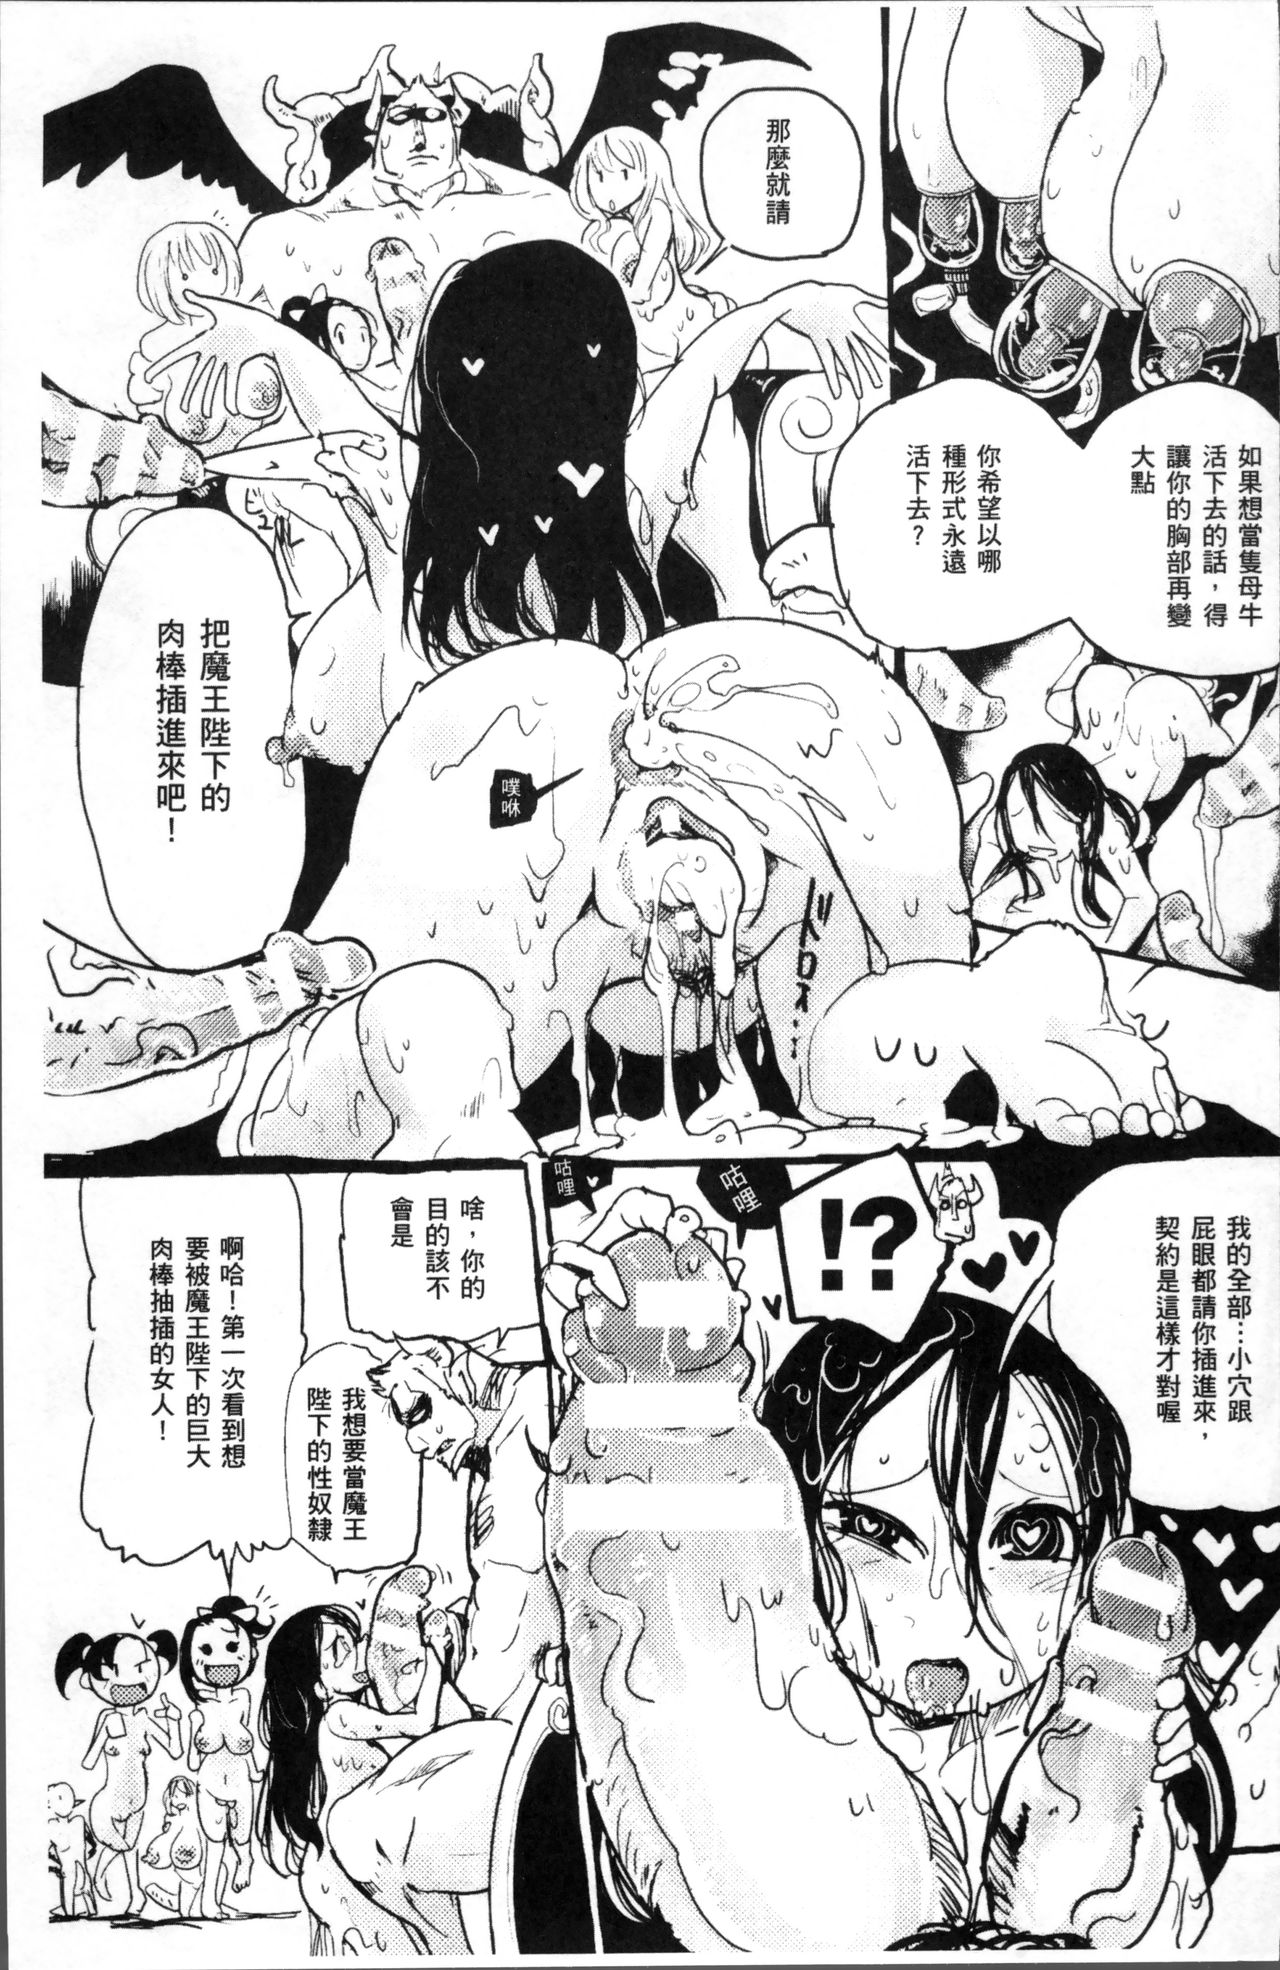 如果想當隻母牛
活下去的話，得
讓你的胸部再變
大點
你希望以哪
種形式永遠
活下去？
那麼就請
把魔王陛下的
肉棒插進來吧！
噗咻
ドロォ…
我的全部…小穴跟
屁眼都請你插進來，
契約是這樣才對喔
!?
咕哩
咕哩
啥，你的
目的該不
會是
我想要當魔王
陛下的性奴隸
啊哈！第一次看到想
要被魔王陛下的巨大
肉棒抽插的女人！